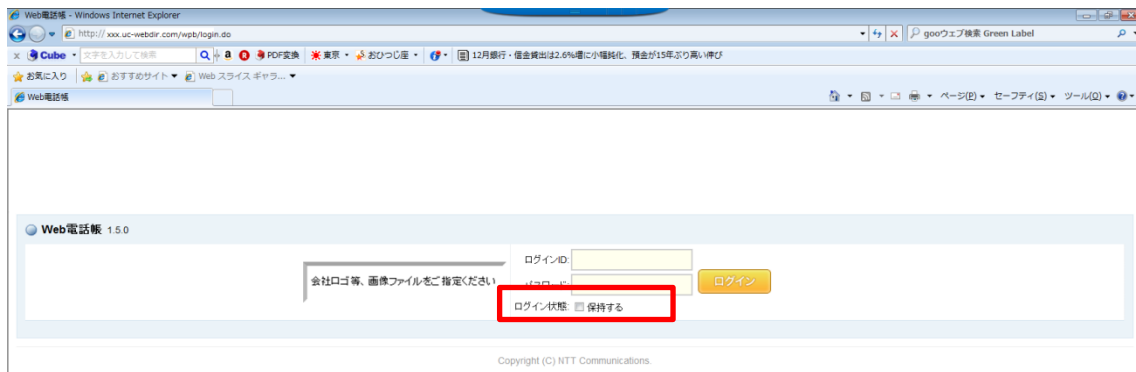 Web電話帳 - Windows Internet Explorer
http://xxx.uc-webdir.com/wpb/login.do
gooウェブ検索 Green Label
x Cube 文字を入力して検索 a PDF変換 東京 おひつじ座 12月銀行・信金貸出は2.6%増に小幅鈍化、預金が15年ぶり高い伸び
お気に入り おすすめサイト Web スライス ギャラ...
Web電話帳
ページ(P) セーフティ(S) ツール(O)
Web電話帳 1.5.0
ログインID:
会社ロゴ等、画像ファイルをご指定ください
パスワード:
ログイン
ログイン状態: 保持する
Copyright (C) NTT Communications.